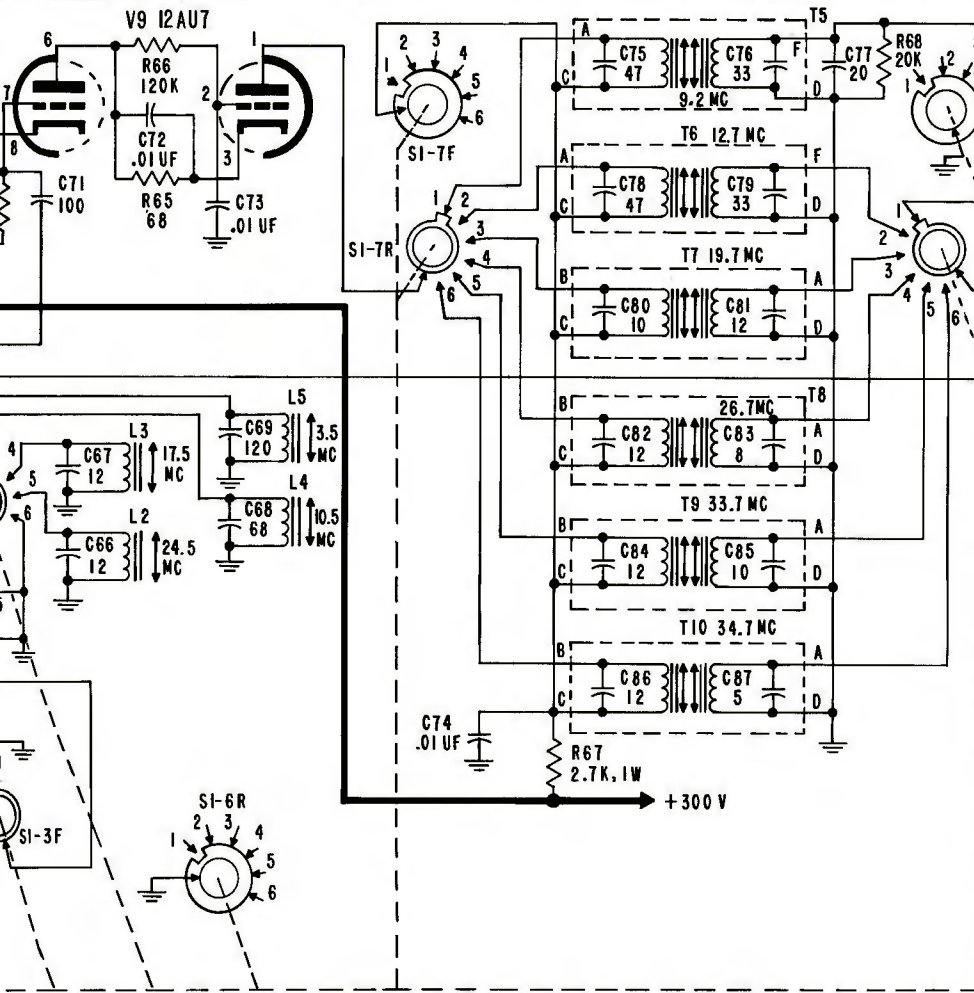 V9 12AU7
6
1
R66
120K
7
2
8
C72
.01 UF
3
R65
68
C73
.01 UF
C71
100
1
2
3
4
5
6
S1-7F
S1-7R
1
2
3
4
5
6
A
C75
47
C76
33
F
T5
C
9.2 MC
D
C77
20
R68
20K
1
2
T6 12.7 MC
A
C78
47
C79
33
F
C
D
T7 19.7 MC
B
C80
10
C81
12
A
C
D
1
2
3
4
5
6
T8
26.7 MC
B
C82
12
C83
8
A
C
D
T9 33.7 MC
B
C84
12
C85
10
A
C
D
T10 34.7 MC
B
C86
12
C87
5
A
C
D
C74
.01 UF
R67
2.7K, 1W
+300 V
L5
C69
120
3.5
MC
L3
C67
12
17.5
MC
4
5
6
L4
C68
68
10.5
MC
L2
C66
12
24.5
MC
S1-3F
S1-6R
1
2
3
4
5
6